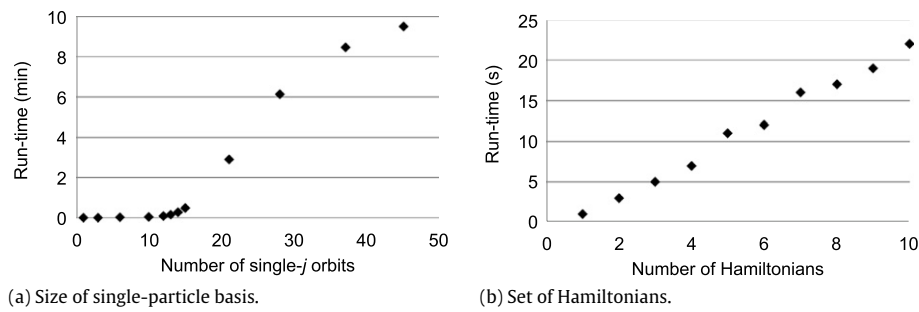 10
8
6
4
2
0
Run-time (min)
0 10 20 30 40 50
Number of single-j orbits
(a) Size of single-particle basis.
25
20
15
10
5
0
Run-time (s)
0 2 4 6 8 10
Number of Hamiltonians
(b) Set of Hamiltonians.